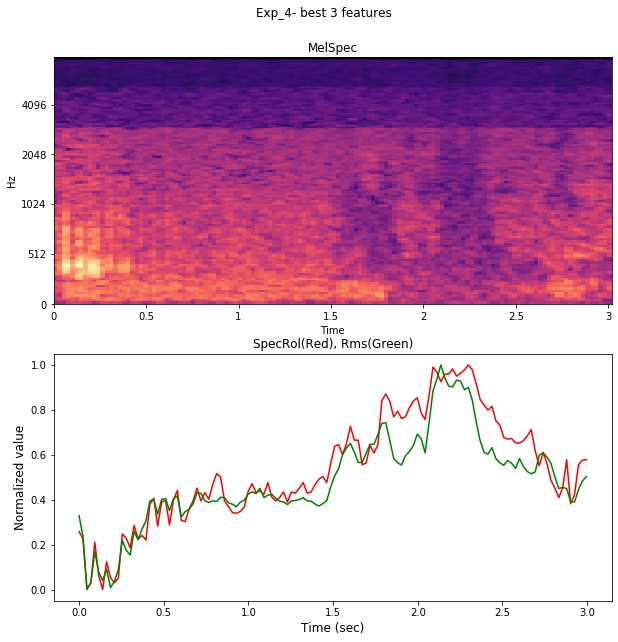 Exp_4- best 3 features
MelSpec
4096
2048
1024
512
0
Hz
0 0.5 1 1.5 2 2.5 3
Time
SpecRol(Red), Rms(Green)
1.0
0.8
0.6
0.4
0.2
0.0
Normalized value
0.0 0.5 1.0 1.5 2.0 2.5 3.0
Time (sec)